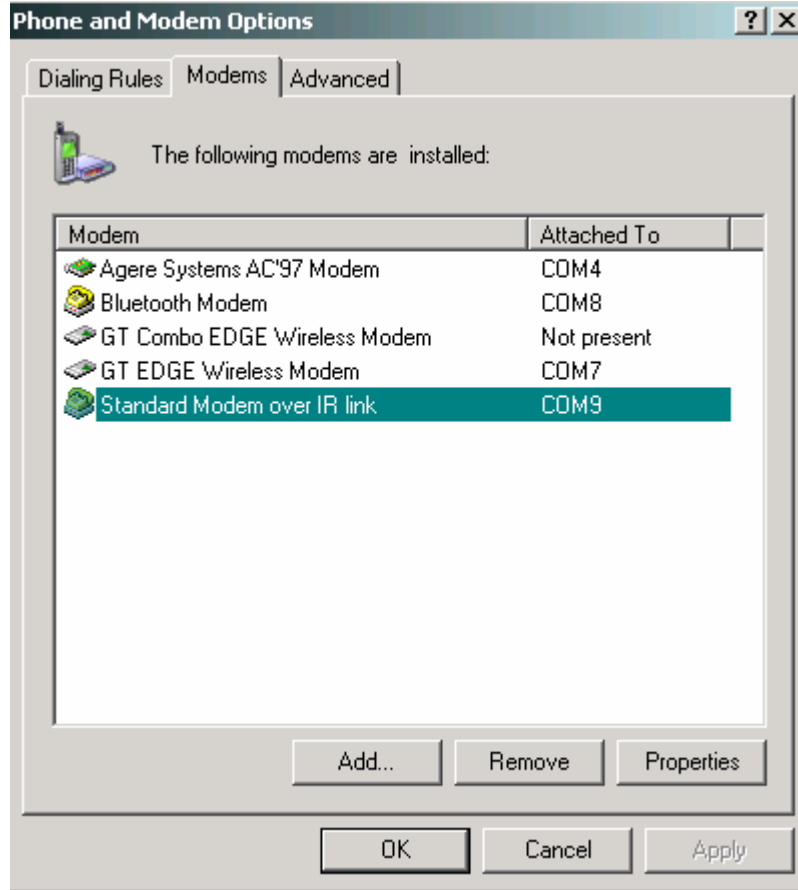 Phone and Modem Options
Dialing Rules Modems Advanced
The following modems are installed:
Modem Attached To
Agere Systems AC'97 Modem COM4
Bluetooth Modem COM8
GT Combo EDGE Wireless Modem Not present
GT EDGE Wireless Modem COM7
Standard Modem over IR link COM9
Add... Remove Properties
OK Cancel Apply